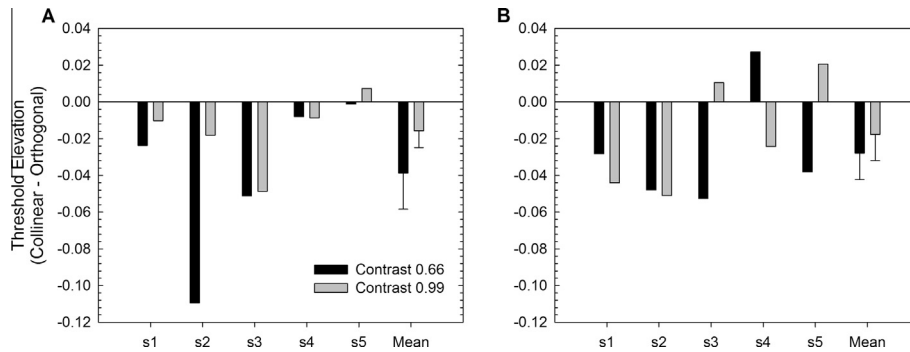 A
B
Threshold Elevation
(Collinear - Orthogonal)
0.04
0.02
0.00
-0.02
-0.04
-0.06
-0.08
-0.10
-0.12
Contrast 0.66
Contrast 0.99
s1 s2 s3 s4 s5 Mean
0.04
0.02
0.00
-0.02
-0.04
-0.06
-0.08
-0.10
-0.12
s1 s2 s3 s4 s5 Mean